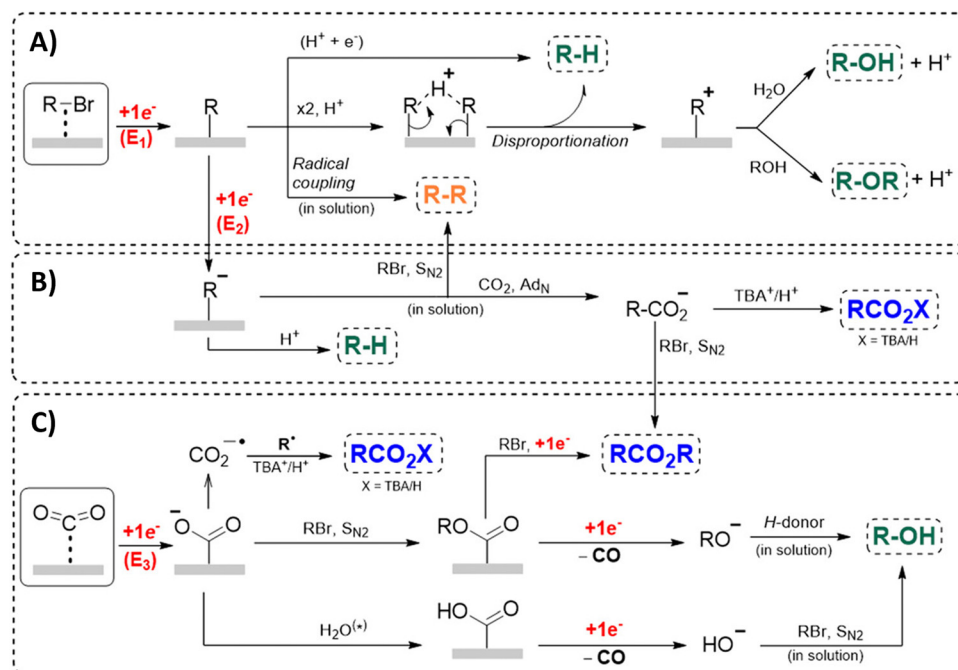 A)
R–Br
+1e⁻
(E₁)
R
+1e⁻
(E₂)
(H⁺ + e⁻)
x2, H⁺
Radical
coupling
(in solution)
R-H
H⁺
R R
Disproportionation
R-R
R⁺
H₂O
ROH
R-OH + H⁺
R-OR + H⁺
B)
R⁻
H⁺
R-H
RBr, S_N2
(in solution)
CO₂, Ad_N
R-CO₂⁻
TBA⁺/H⁺
RCO₂X
X = TBA/H
RBr, S_N2
C)
O=C=O
+1e⁻
(E₃)
CO₂⁻•
R•
TBA⁺/H⁺
RCO₂X
X = TBA/H
⁻O O
RBr, S_N2
RBr, +1e⁻
RCO₂R
RO O
+1e⁻
– CO
RO⁻
H-donor
(in solution)
R-OH
H₂O(⋆)
HO O
+1e⁻
– CO
HO⁻
RBr, S_N2
(in solution)